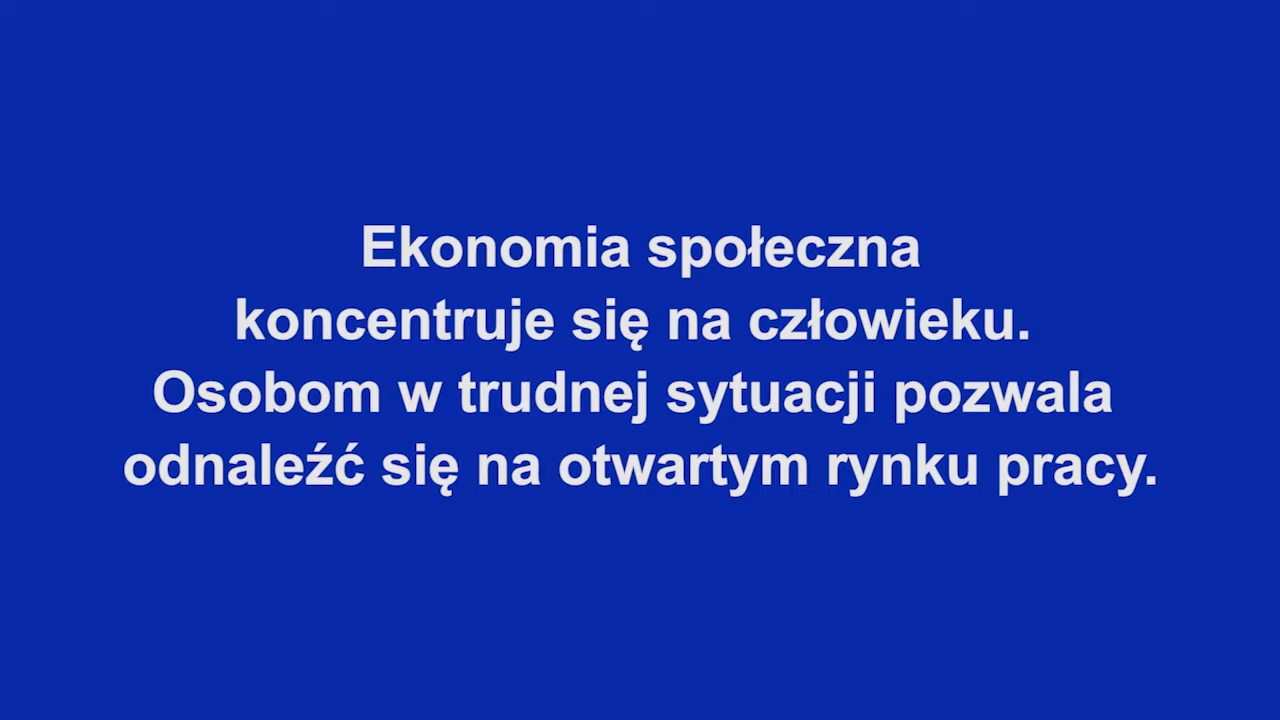 Ekonomia społeczna
koncentruje się na człowieku.
Osobom w trudnej sytuacji pozwala
odnaleźć się na otwartym rynku pracy.